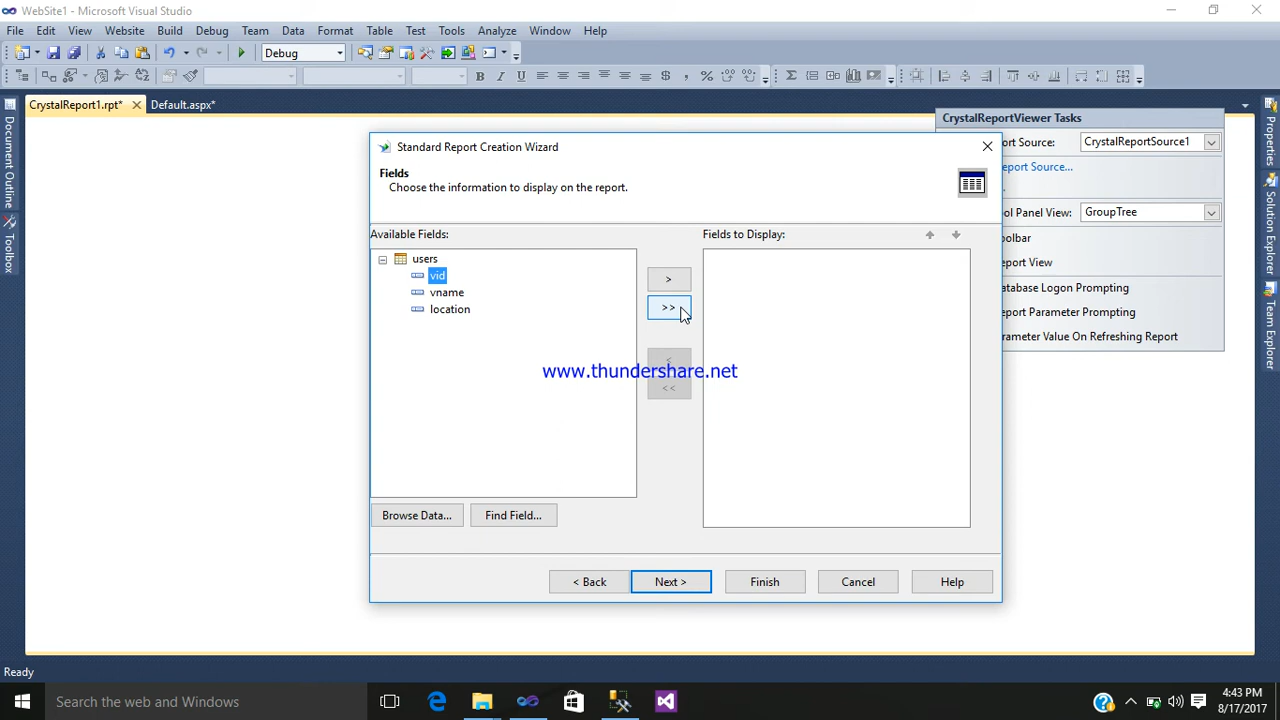 WebSite1 - Microsoft Visual Studio
File Edit View Website Build Debug Team Data Format Table Test Tools Analyze Window Help
Debug
B I U $ , %
CrystalReport1.rpt* Default.aspx*
Document Outline
Toolbox
Properties
Solution Explorer
Team Explorer
CrystalReportViewer Tasks
ort Source: CrystalReportSource1
eport Source...
ol Panel View: GroupTree
oolbar
eport View
atabase Logon Prompting
eport Parameter Prompting
arameter Value On Refreshing Report
Standard Report Creation Wizard
Fields
Choose the information to display on the report.
Available Fields:
Fields to Display:
users
vid
vname
location
>
>>
<
<<
www.thundershare.net
Browse Data... Find Field...
< Back Next > Finish Cancel Help
Ready
Search the web and Windows
4:43 PM
8/17/2017